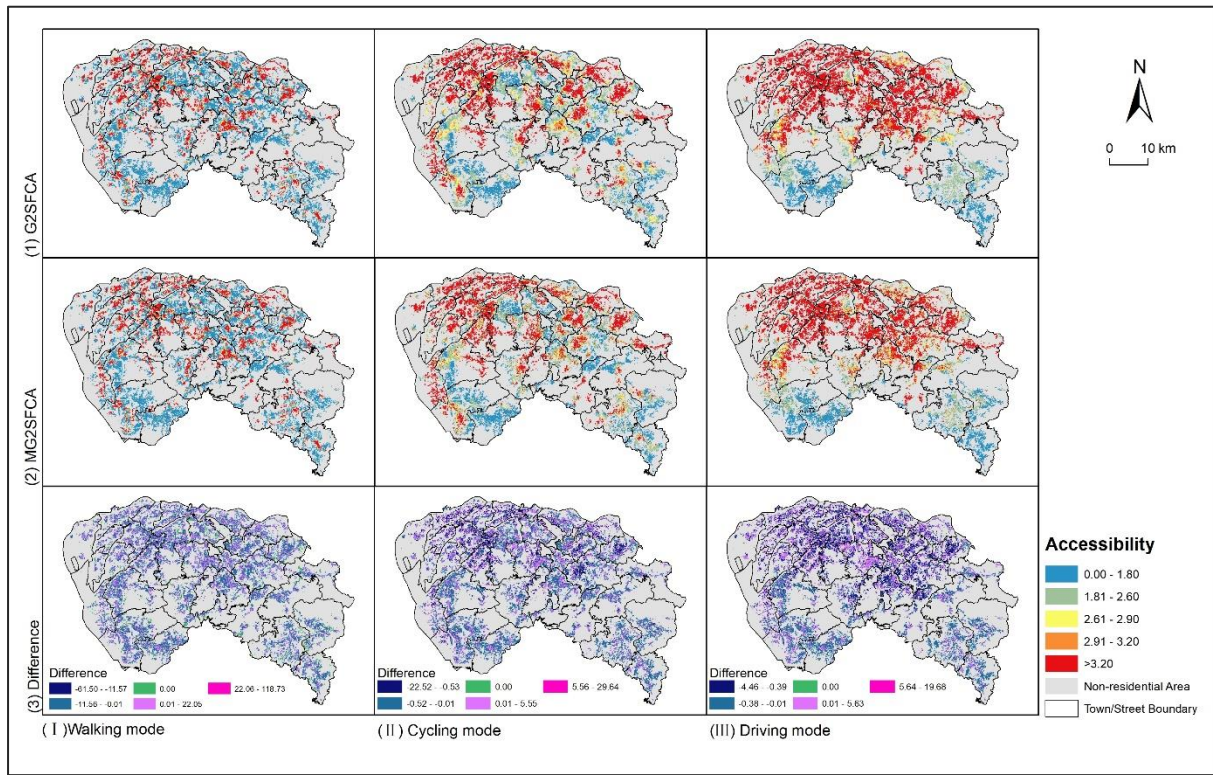 N
0 10 km
(1) G2SFCA
(2) MG2SFCA
(3) Difference
Difference
-61.50 - -11.57 0.00 22.06 - 118.73
-11.56 - -0.01 0.01 - 22.05
Difference
-22.52 - -0.53 0.00 5.56 - 29.64
-0.52 - -0.01 0.01 - 5.55
Difference
-4.46 - -0.39 0.00 5.64 - 19.68
-0.38 - -0.01 0.01 - 5.63
(Ⅰ)Walking mode
(Ⅱ) Cycling mode
(Ⅲ) Driving mode
Accessibility
0.00 - 1.80
1.81 - 2.60
2.61 - 2.90
2.91 - 3.20
>3.20
Non-residential Area
Town/Street Boundary